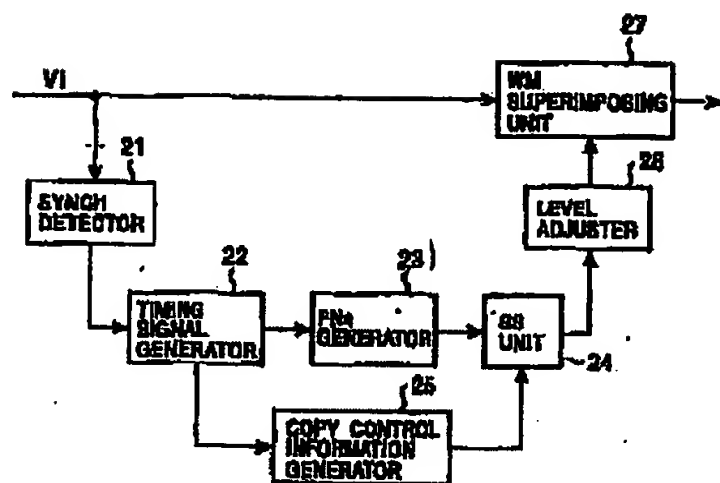 27
Vi
WM
SUPERIMPOSING
UNIT
21
26
SYNCH
DETECTOR
LEVEL
ADJUSTER
22
23
TIMING
SIGNAL
GENERATOR
PNa
GENERATOR
SS
UNIT
24
25
COPY CONTROL
INFORMATION
GENERATOR